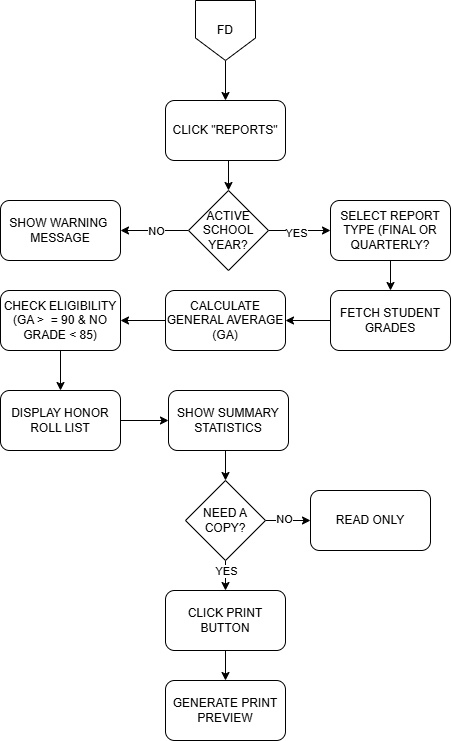 FD
CLICK "REPORTS"
ACTIVE
SCHOOL
YEAR?
NO
YES
SHOW WARNING
MESSAGE
SELECT REPORT
TYPE (FINAL OR
QUARTERLY?
FETCH STUDENT
GRADES
CALCULATE
GENERAL AVERAGE
(GA)
CHECK ELIGIBILITY
(GA > = 90 & NO
GRADE < 85)
DISPLAY HONOR
ROLL LIST
SHOW SUMMARY
STATISTICS
NEED A
COPY?
NO
READ ONLY
YES
CLICK PRINT
BUTTON
GENERATE PRINT
PREVIEW